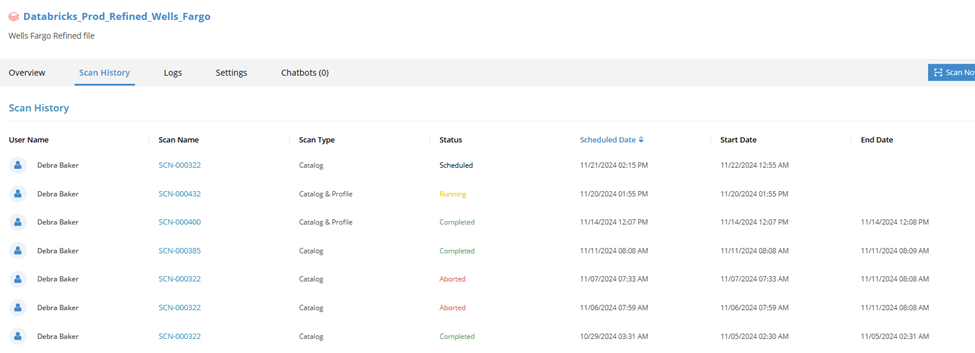 Databricks_Prod_Refined_Wells_Fargo
Wells Fargo Refined file
Overview Scan History Logs Settings Chatbots (0) Scan No
Scan History
User Name Scan Name Scan Type Status Scheduled Date Start Date End Date
Debra Baker SCN-000322 Catalog Scheduled 11/21/2024 02:15 PM 11/22/2024 12:55 AM
Debra Baker SCN-000432 Catalog & Profile Running 11/20/2024 01:55 PM 11/20/2024 01:55 PM
Debra Baker SCN-000400 Catalog & Profile Completed 11/14/2024 12:07 PM 11/14/2024 12:07 PM 11/14/2024 12:08 PM
Debra Baker SCN-000385 Catalog Completed 11/11/2024 08:08 AM 11/11/2024 08:08 AM 11/11/2024 08:09 AM
Debra Baker SCN-000322 Catalog Aborted 11/07/2024 07:33 AM 11/07/2024 07:33 AM 11/11/2024 08:08 AM
Debra Baker SCN-000322 Catalog Aborted 11/06/2024 07:59 AM 11/06/2024 07:59 AM 11/11/2024 08:08 AM
Debra Baker SCN-000322 Catalog Completed 10/29/2024 03:31 AM 11/05/2024 02:30 AM 11/05/2024 02:31 AM